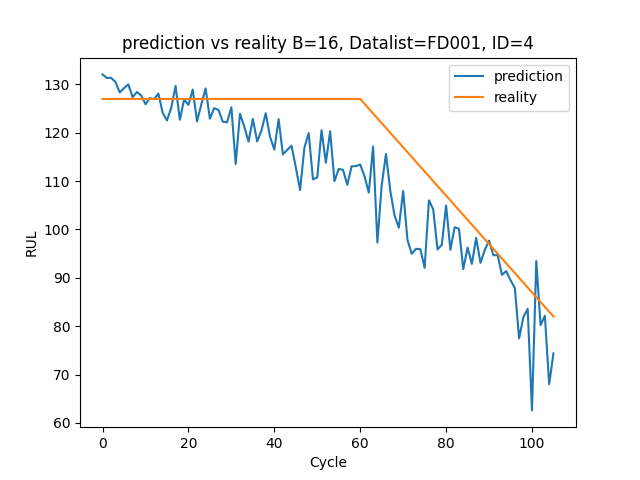 prediction vs reality B=16, Datalist=FD001, ID=4
prediction
reality
RUL
130
120
110
100
90
80
70
60
0 20 40 60 80 100
Cycle